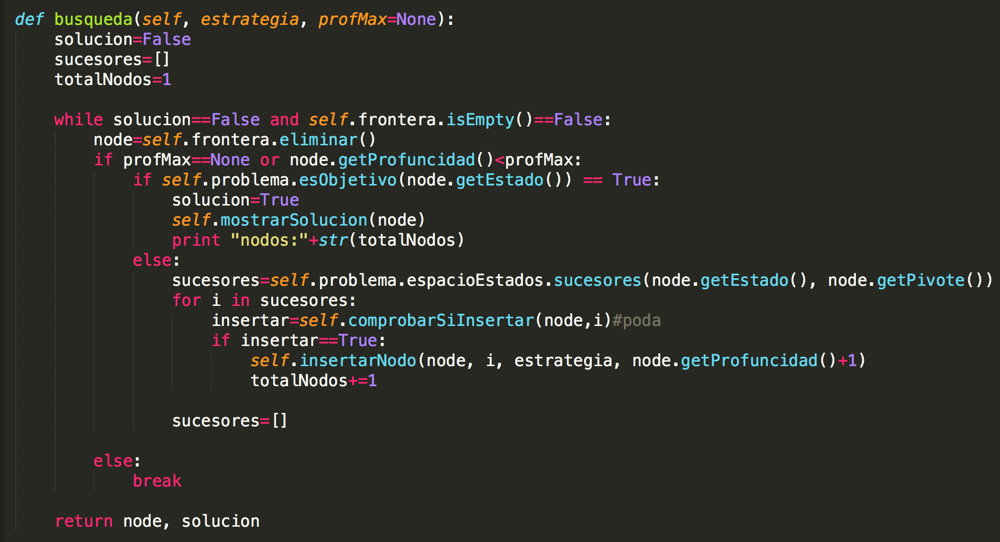 def busqueda(self, estrategia, profMax=None):
    solucion=False
    sucesores=[]
    totalNodos=1

    while solucion==False and self.frontera.isEmpty()==False:
        node=self.frontera.eliminar()
        if profMax==None or node.getProfuncidad()<profMax:
            if self.problema.esObjetivo(node.getEstado()) == True:
                solucion=True
                self.mostrarSolucion(node)
                print "nodos:"+str(totalNodos)
            else:
                sucesores=self.problema.espacioEstados.sucesores(node.getEstado(), node.getPivote())
                for i in sucesores:
                    insertar=self.comprobarSiInsertar(node,i)#poda
                    if insertar==True:
                        self.insertarNodo(node, i, estrategia, node.getProfuncidad()+1)
                        totalNodos+=1

                sucesores=[]

        else:
            break

    return node, solucion